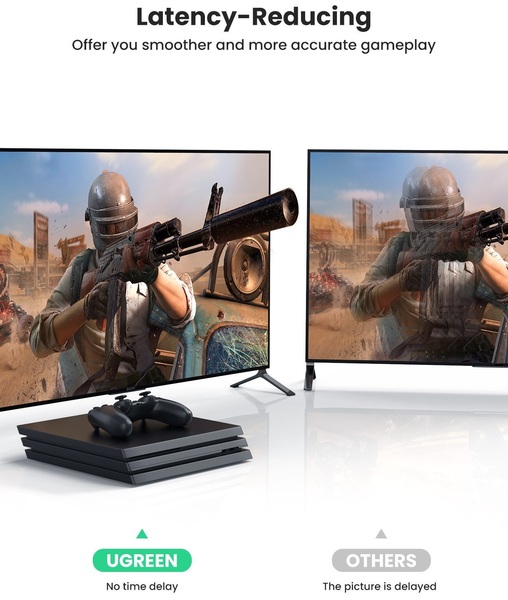 Latency-Reducing
Offer you smoother and more accurate gameplay
UGREEN
OTHERS
No time delay
The picture is delayed